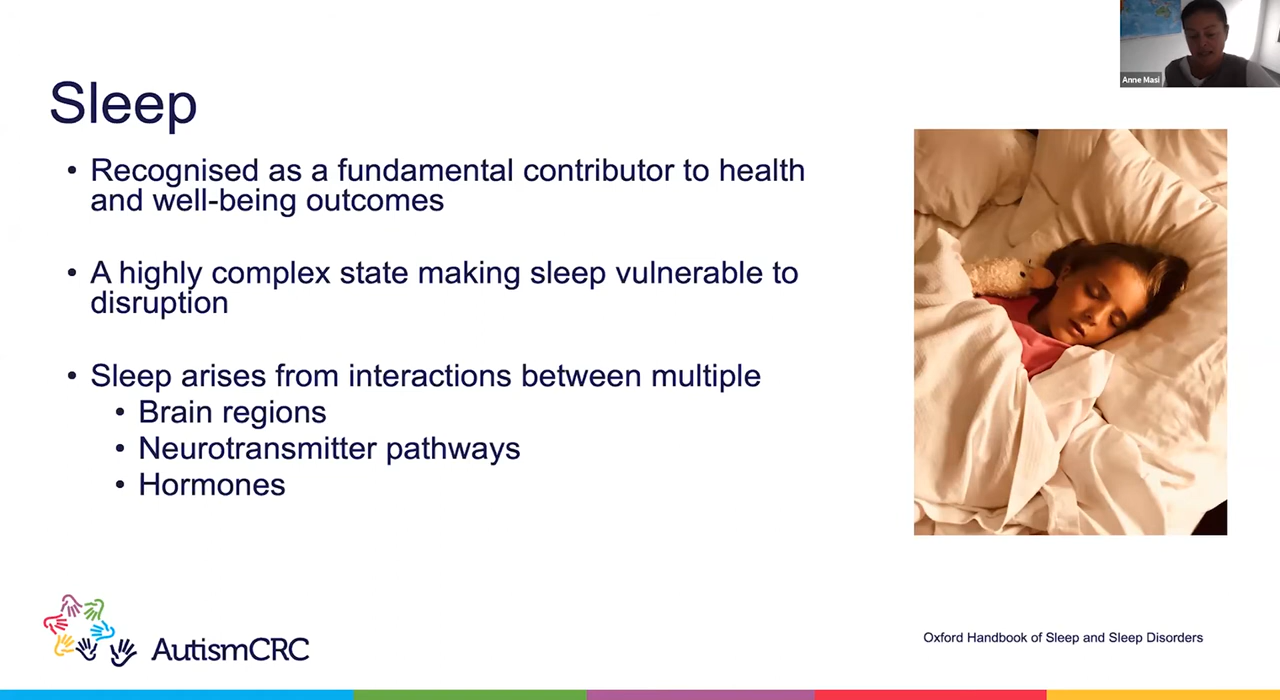 Anne Masi
Sleep
• Recognised as a fundamental contributor to health
and well-being outcomes
• A highly complex state making sleep vulnerable to
disruption
• Sleep arises from interactions between multiple
• Brain regions
• Neurotransmitter pathways
• Hormones
AutismCRC
Oxford Handbook of Sleep and Sleep Disorders